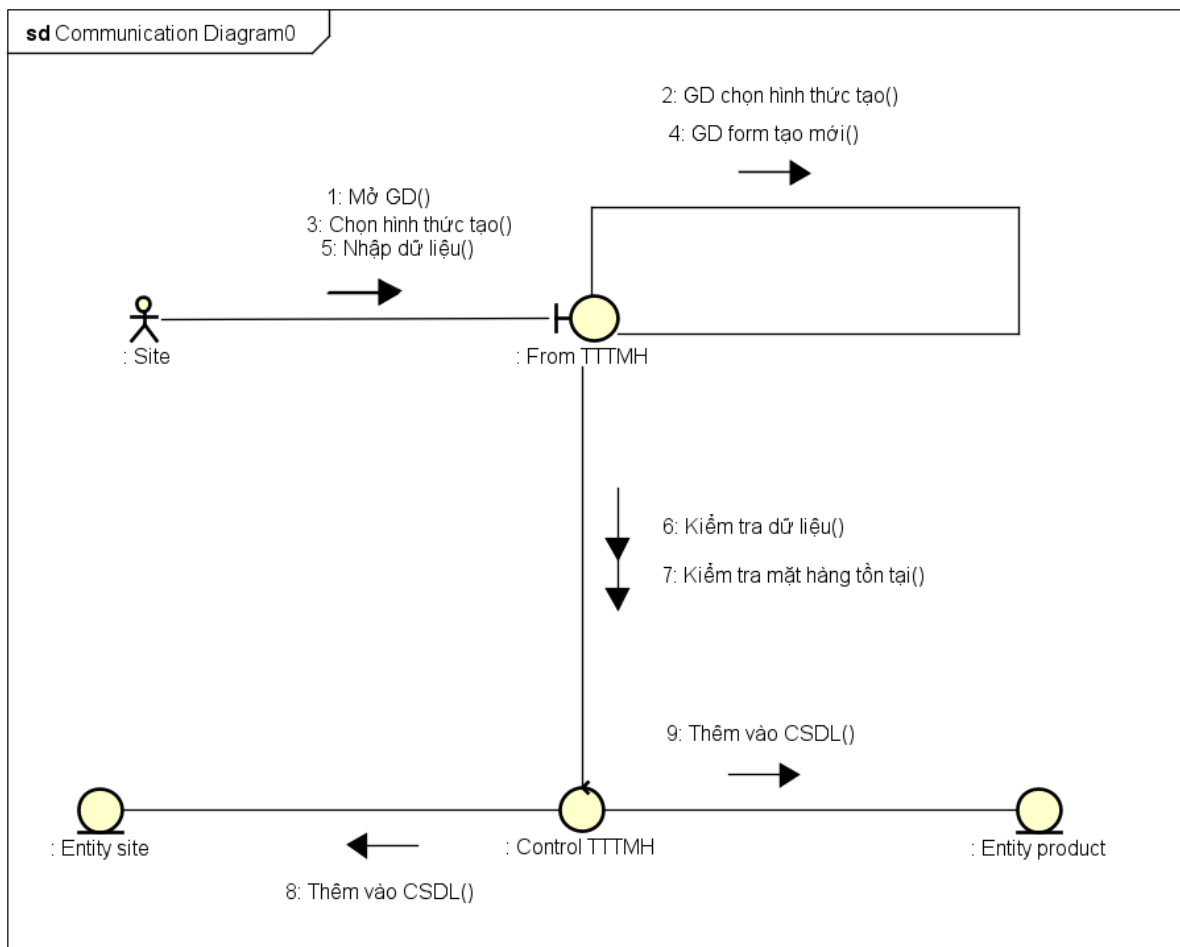 sd Communication Diagram0
2: GD chọn hình thức tạo()
4: GD form tạo mới()
1: Mở GD()
3: Chọn hình thức tạo()
5: Nhập dữ liệu()
: Site
: From TTTMH
6: Kiểm tra dữ liệu()
7: Kiểm tra mặt hàng tồn tại()
9: Thêm vào CSDL()
: Entity site
: Control TTTMH
: Entity product
8: Thêm vào CSDL()